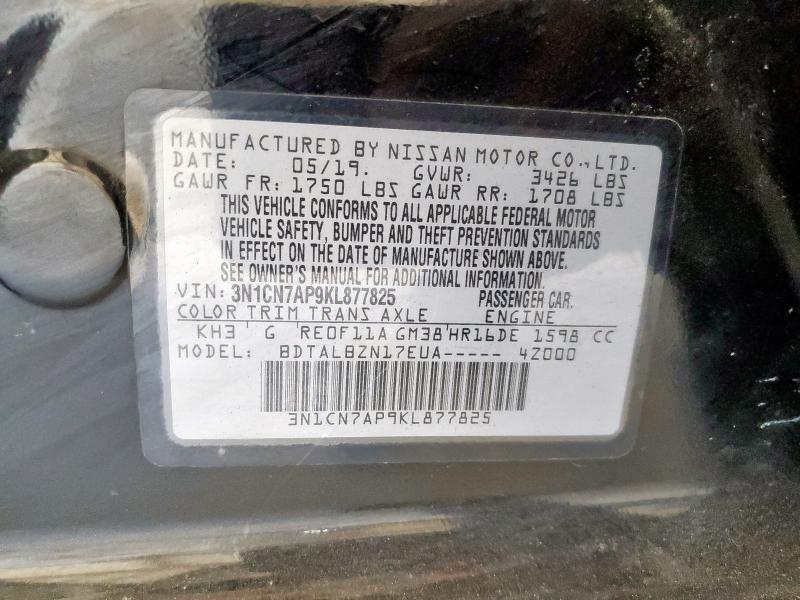 MANUFACTURED BY NISSAN MOTOR CO., LTD.
DATE: 05/19. GVWR: 3426 LBS
GAWR FR: 1750 LBS GAWR RR: 1708 LBS
THIS VEHICLE CONFORMS TO ALL APPLICABLE FEDERAL MOTOR
VEHICLE SAFETY, BUMPER AND THEFT PREVENTION STANDARDS
IN EFFECT ON THE DATE OF MANUFACTURE SHOWN ABOVE.
SEE OWNER'S MANUAL FOR ADDITIONAL INFORMATION.
VIN: 3N1CN7AP9KL877825 PASSENGER CAR.
COLOR TRIM TRANS AXLE ENGINE
KH3 G RE0F11A GM38 HR16DE 1598 CC
MODEL: BDTALBZN17EUA----- 4Z000
3N1CN7AP9KL877825